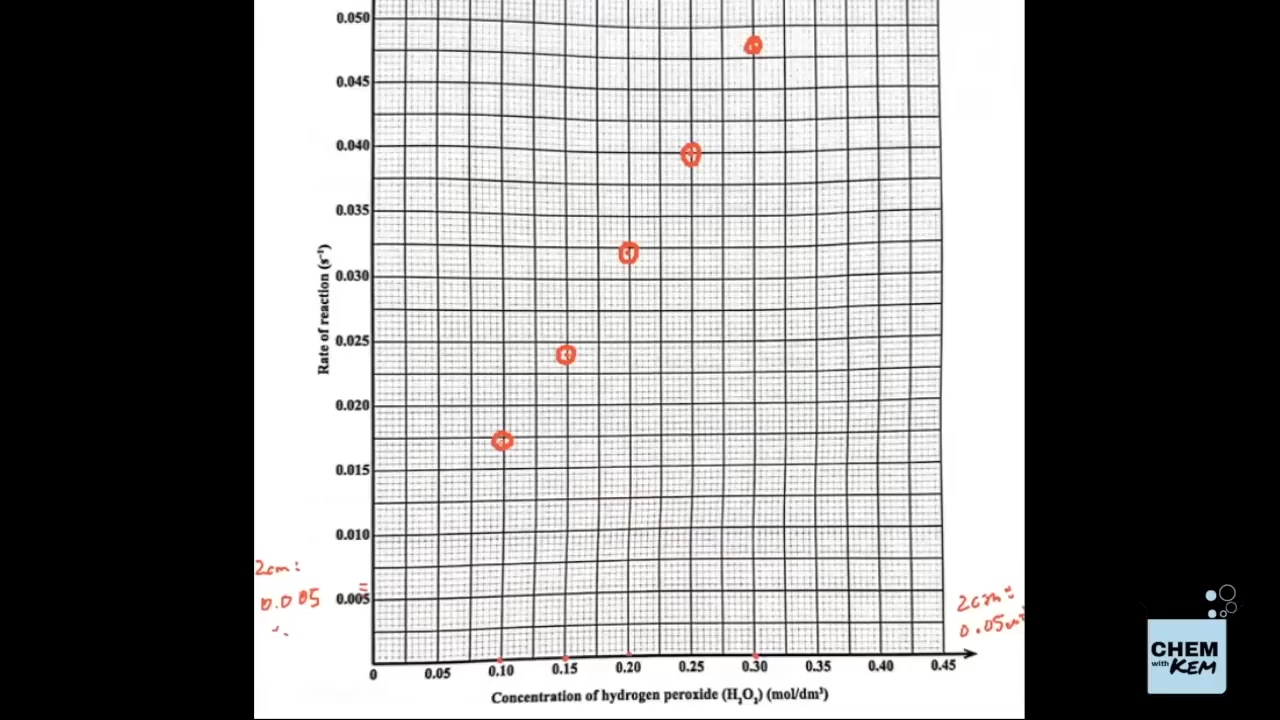 0.050
0.045
0.040
0.035
0.030
0.025
0.020
0.015
0.010
0.005
Rate of reaction (s⁻¹)
2cm:
0.005
0 0.05 0.10 0.15 0.20 0.25 0.30 0.35 0.40 0.45
Concentration of hydrogen peroxide (H₂O₂) (mol/dm³)
2cm:
0.05
CHEM
with KEM